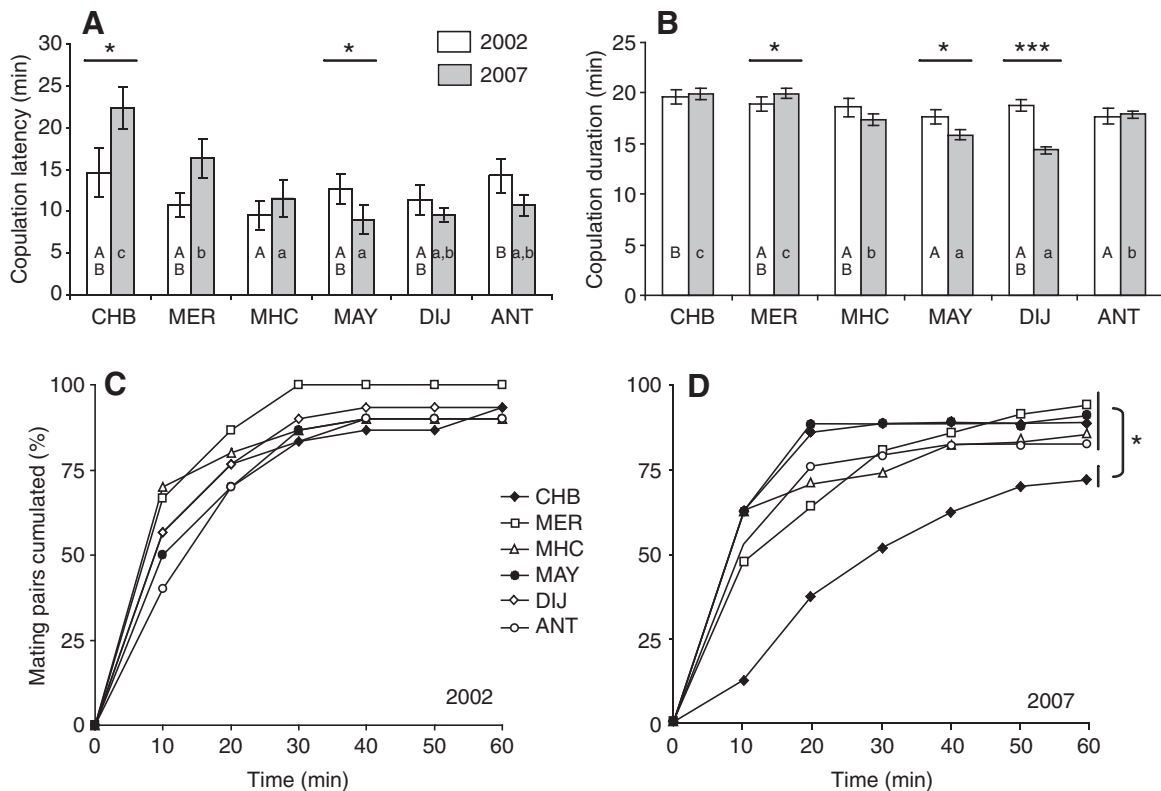 A
Copulation latency (min)
30
25
20
15
10
5
0
*
*
2002
2007
A
B
c
A
B
b
A
a
A
B
a
A
B
a,b
B
a,b
CHB
MER
MHC
MAY
DIJ
ANT
B
Copulation duration (min)
25
20
15
10
5
0
*
*
***
B
c
A
B
c
A
B
b
A
a
A
B
a
A
b
CHB
MER
MHC
MAY
DIJ
ANT
C
Mating pairs cumulated (%)
100
75
50
25
0
CHB
MER
MHC
MAY
DIJ
ANT
2002
0
10
20
30
40
50
60
Time (min)
D
100
75
50
25
0
*
2007
0
10
20
30
40
50
60
Time (min)